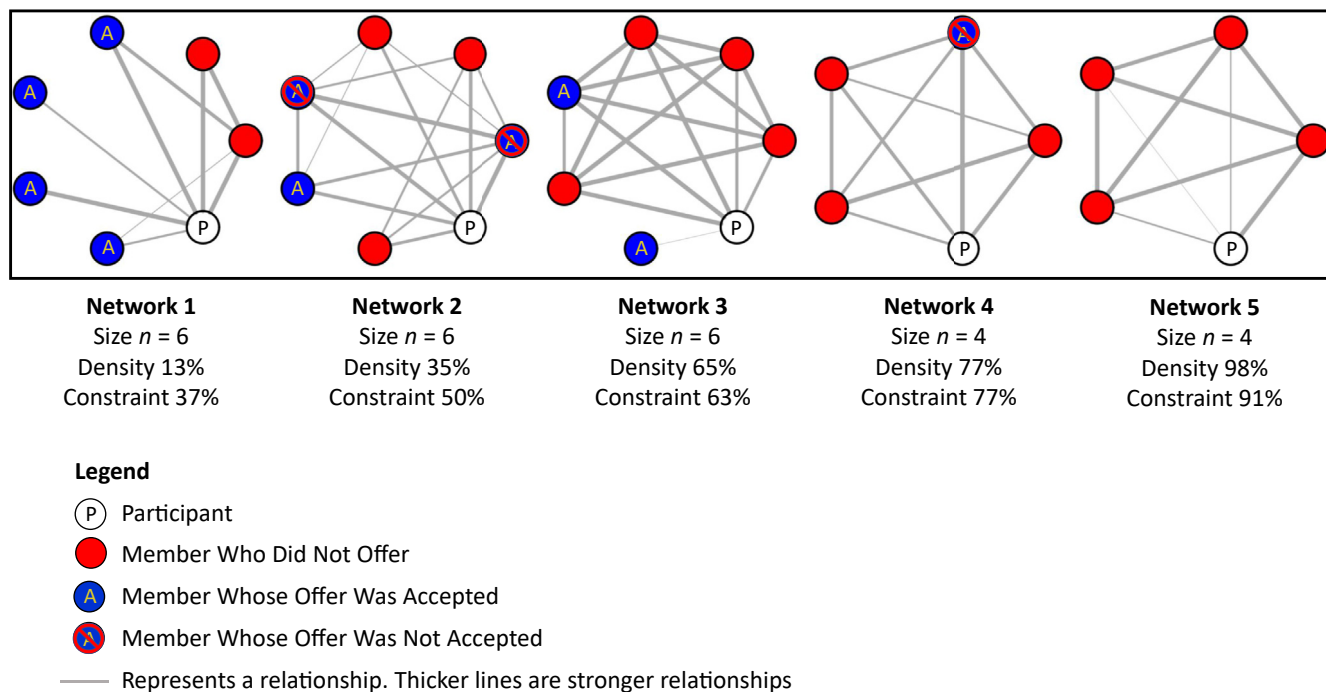 A
A
A
A
P
A
A
A
P
A
A
P
A
P
P
Network 1
Size n = 6
Density 13%
Constraint 37%
Network 2
Size n = 6
Density 35%
Constraint 50%
Network 3
Size n = 6
Density 65%
Constraint 63%
Network 4
Size n = 4
Density 77%
Constraint 77%
Network 5
Size n = 4
Density 98%
Constraint 91%
Legend
P Participant
Member Who Did Not Offer
A Member Whose Offer Was Accepted
A Member Whose Offer Was Not Accepted
Represents a relationship. Thicker lines are stronger relationships